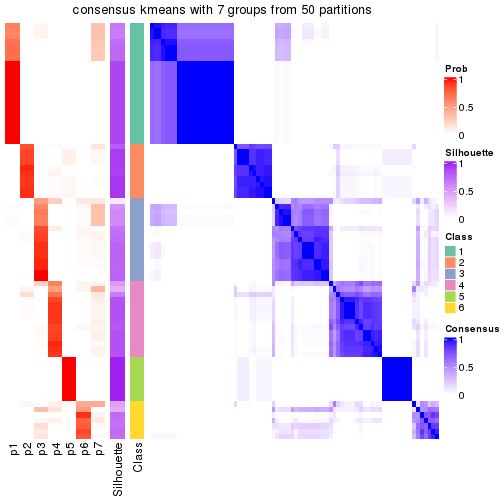 consensus kmeans with 7 groups from 50 partitions
Prob
1
0.5
0
Silhouette
1
0.5
0
Class
1
2
3
4
5
6
Consensus
1
0.5
0
p1
p2
p3
p4
p5
p6
p7
Silhouette
Class